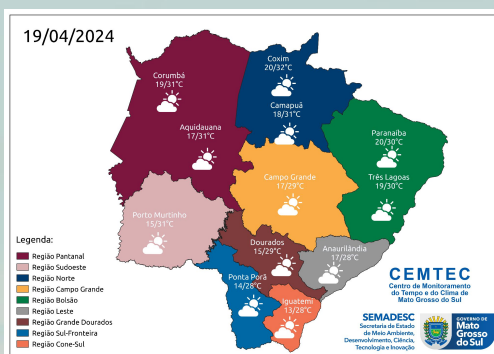 19/04/2024
Coxim
20/32°C
Corumbá
19/31°C
Camapuã
18/31°C
Aquidauana
17/31°C
Paranaíba
20/30°C
Campo Grande
17/29°C
Três Lagoas
19/30°C
Porto Murtinho
15/31°C
Dourados
15/29°C
Anaurilândia
17/28°C
Ponta Porã
14/28°C
Iguatemi
13/28°C
Legenda:
Região Pantanal
Região Sudoeste
Região Norte
Região Campo Grande
Região Bolsão
Região Leste
Região Grande Dourados
Região Sul-Fronteira
Região Cone-Sul
CEMTEC
Centro de Monitoramento
do Tempo e do Clima de
Mato Grosso do Sul
SEMADESC
Secretaria de Estado
de Meio Ambiente,
Desenvolvimento, Ciência,
Tecnologia e Inovação
GOVERNO DE
Mato
Grosso
do Sul